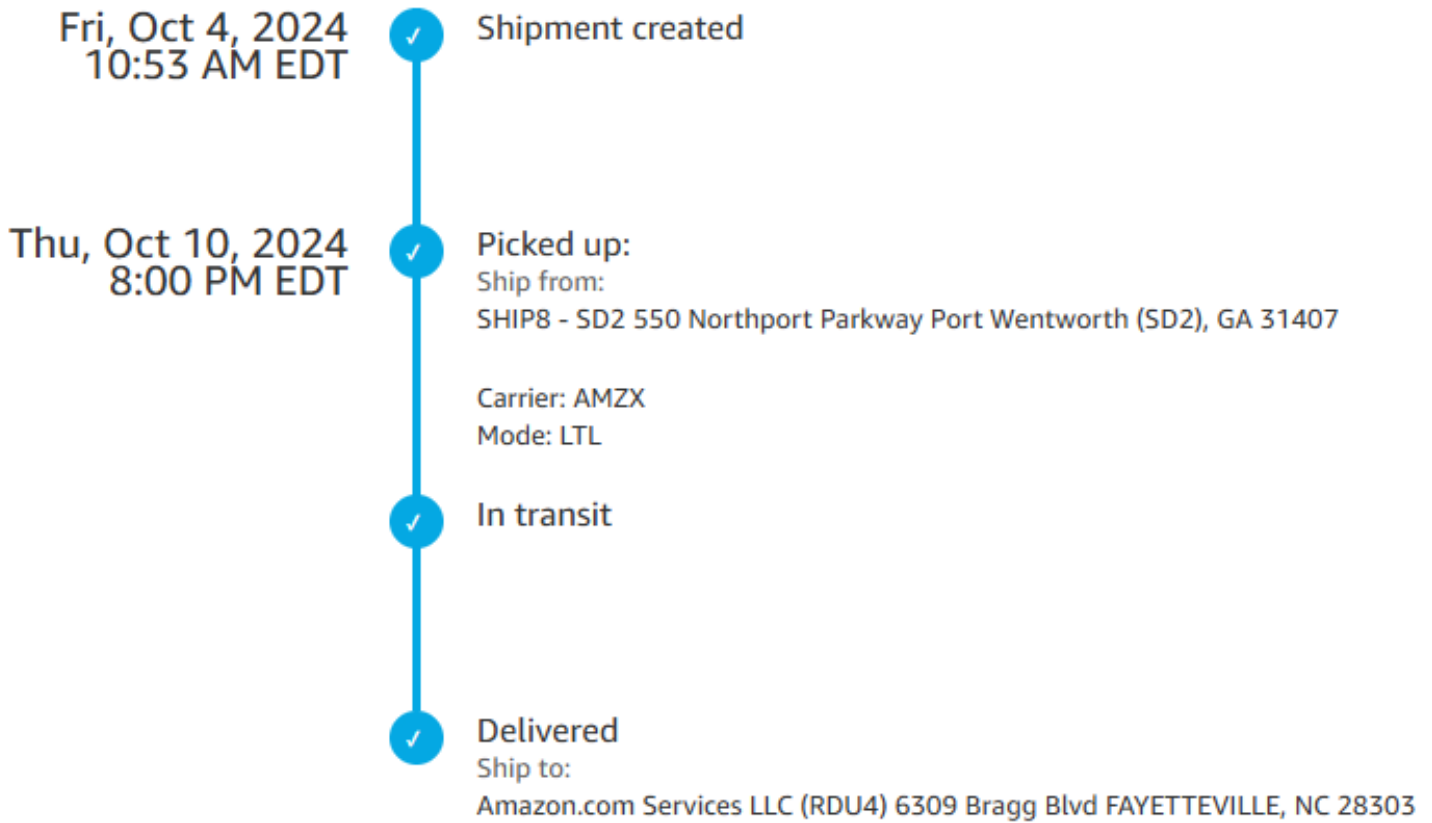 Fri, Oct 4, 2024
10:53 AM EDT
Shipment created
Thu, Oct 10, 2024
8:00 PM EDT
Picked up:
Ship from:
SHIP8 - SD2 550 Northport Parkway Port Wentworth (SD2), GA 31407
Carrier: AMZX
Mode: LTL
In transit
Delivered
Ship to:
Amazon.com Services LLC (RDU4) 6309 Bragg Blvd FAYETTEVILLE, NC 28303